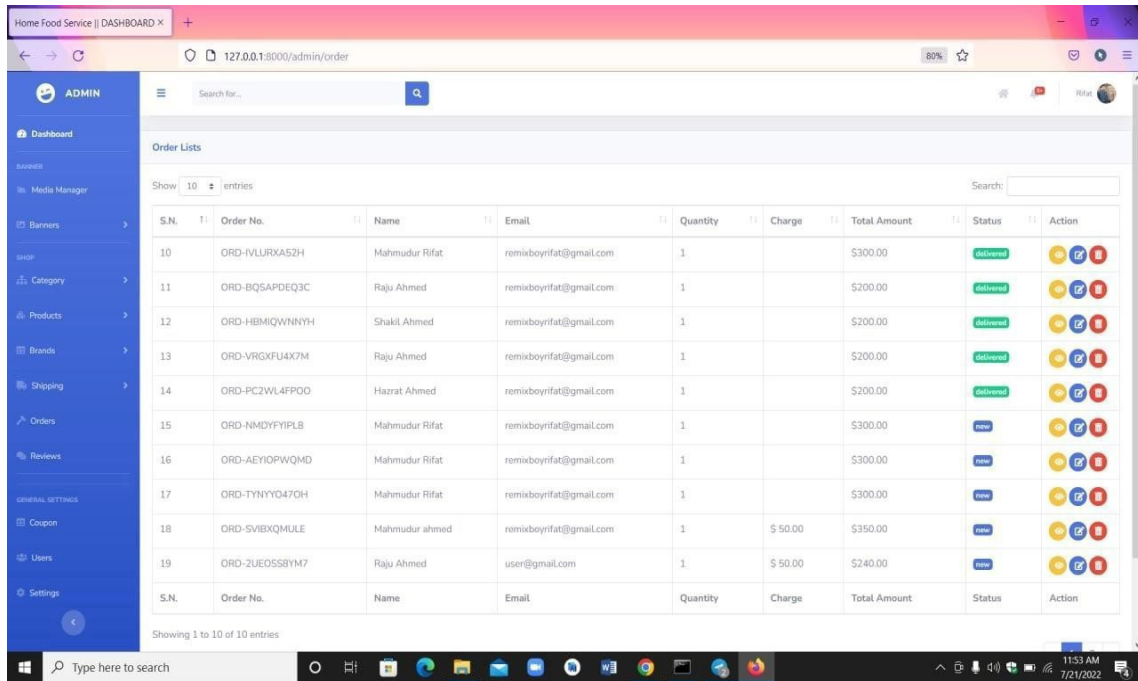 Home Food Service || DASHBOARD × +
127.0.0.1:8000/admin/order 80%
ADMIN
Search for...
Rifat
Dashboard
Order Lists
BANNER
Media Manager
Show 10 entries Search:
Banners
S.N. Order No. Name Email Quantity Charge Total Amount Status Action
10 ORD-IVLURXA52H Mahmudur Rifat remixboyrifat@gmail.com 1 $300.00 delivered
SHOP
Category
11 ORD-BQSAPDEQ3C Raju Ahmed remixboyrifat@gmail.com 1 $200.00 delivered
Products
12 ORD-HBMIQWNNYH Shakil Ahmed remixboyrifat@gmail.com 1 $200.00 delivered
Brands
13 ORD-VRGXFU4X7M Raju Ahmed remixboyrifat@gmail.com 1 $200.00 delivered
Shipping
14 ORD-PC2WL4FPOO Hazrat Ahmed remixboyrifat@gmail.com 1 $200.00 delivered
Orders
15 ORD-NMDYFYIPLB Mahmudur Rifat remixboyrifat@gmail.com 1 $300.00 new
Reviews
16 ORD-AEYIOPWQMD Mahmudur Rifat remixboyrifat@gmail.com 1 $300.00 new
GENERAL SETTINGS
17 ORD-TYNYYO47OH Mahmudur Rifat remixboyrifat@gmail.com 1 $300.00 new
Coupon
18 ORD-SVIBXQMULE Mahmudur ahmed remixboyrifat@gmail.com 1 $ 50.00 $350.00 new
Users
19 ORD-2UEOSS8YM7 Raju Ahmed user@gmail.com 1 $ 50.00 $240.00 new
Settings
S.N. Order No. Name Email Quantity Charge Total Amount Status Action
Showing 1 to 10 of 10 entries
Type here to search
11:53 AM
7/21/2022